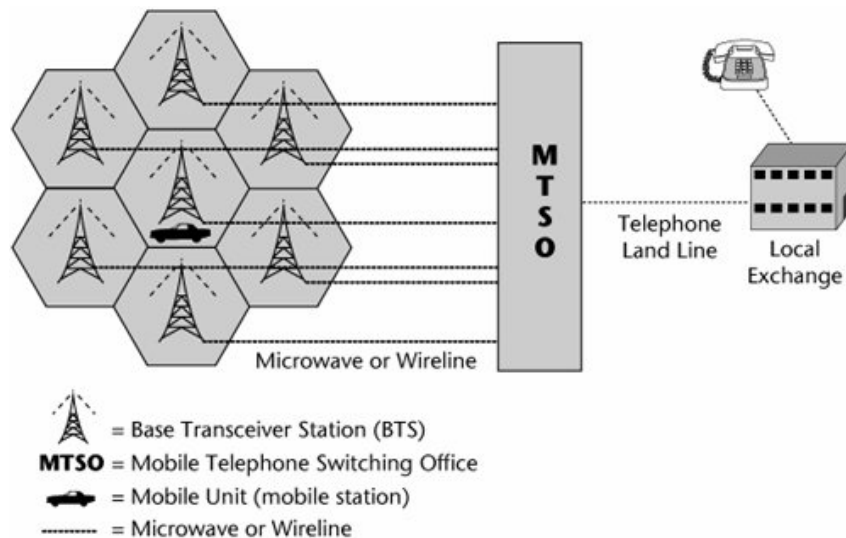 MTSO
Telephone
Land Line
Local
Exchange
Microwave or Wireline
= Base Transceiver Station (BTS)
MTSO = Mobile Telephone Switching Office
= Mobile Unit (mobile station)
= Microwave or Wireline